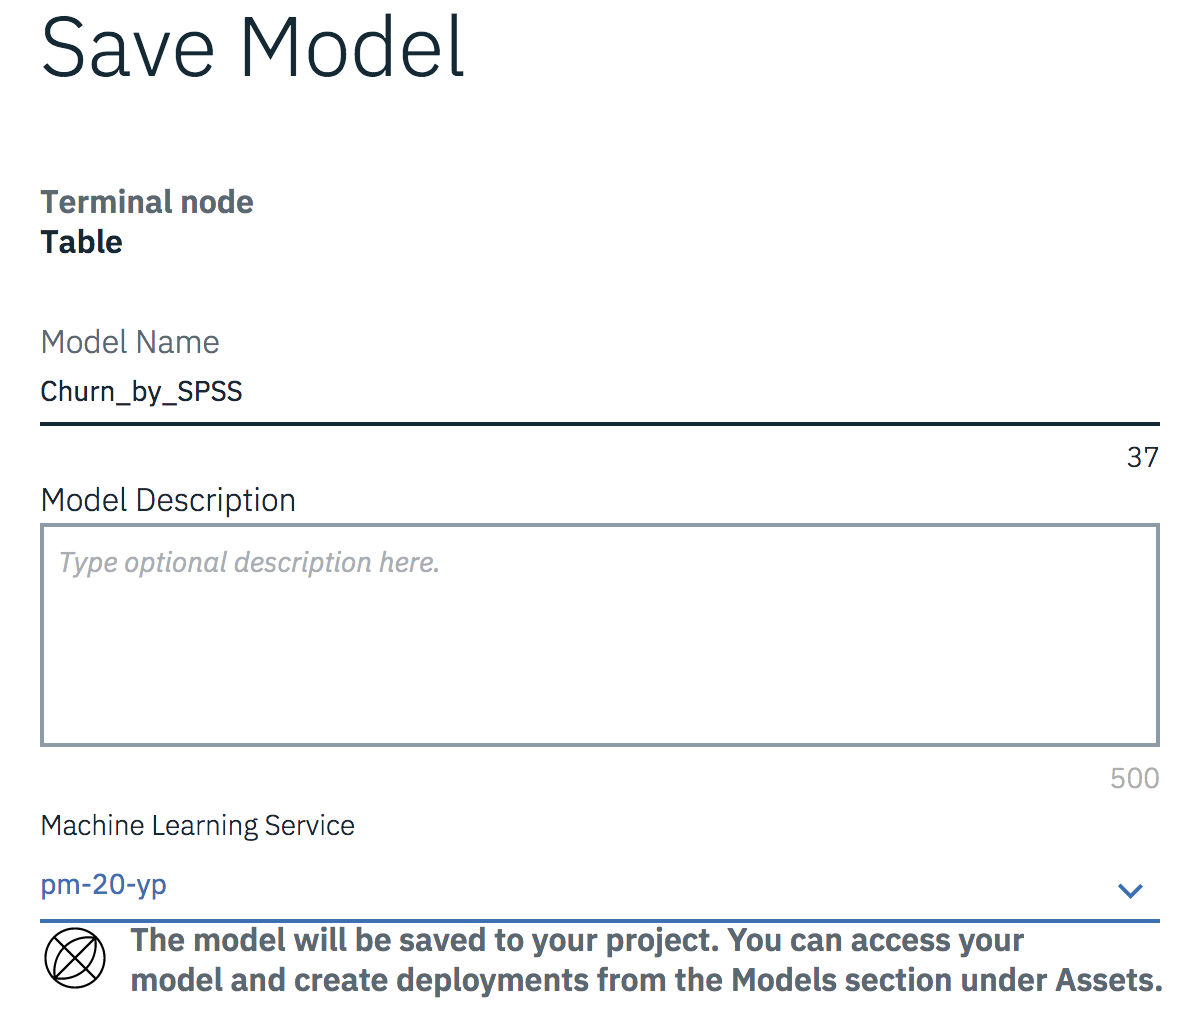 Save Model
Terminal node
Table
Model Name
Churn_by_SPSS
37
Model Description
Type optional description here.
500
Machine Learning Service
pm-20-yp
The model will be saved to your project. You can access your
model and create deployments from the Models section under Assets.